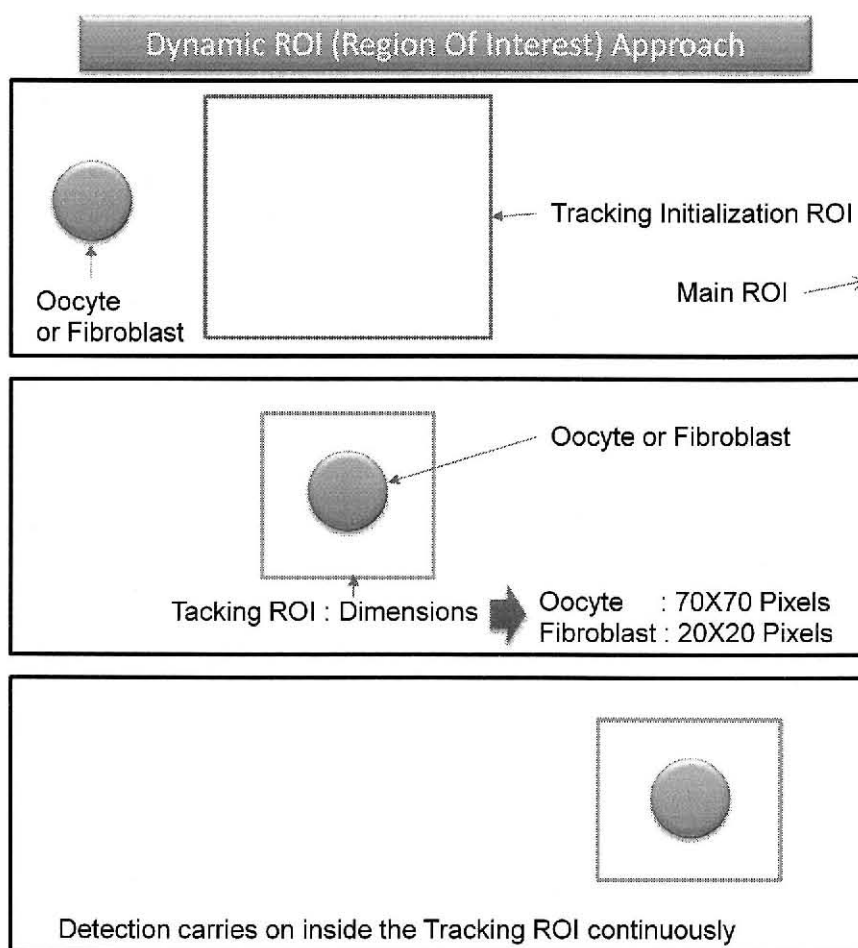 Dynamic ROI (Region Of Interest) Approach
Tracking Initialization ROI
Main ROI
Oocyte
or Fibroblast
Oocyte or Fibroblast
Tacking ROI : Dimensions
Oocyte : 70X70 Pixels
Fibroblast : 20X20 Pixels
Detection carries on inside the Tracking ROI continuously